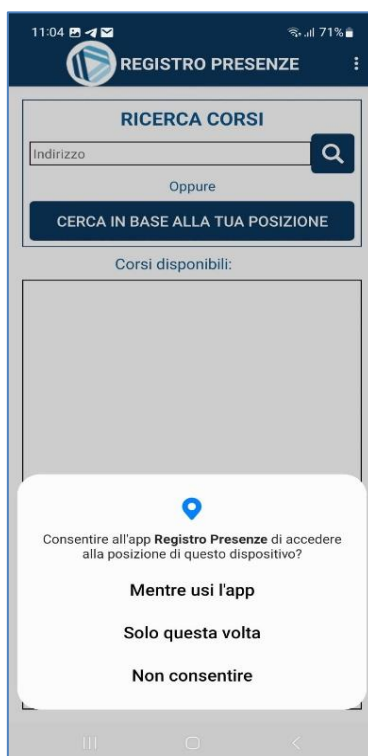 11:04 71%
REGISTRO PRESENZE
RICERCA CORSI
Indirizzo
Oppure
CERCA IN BASE ALLA TUA POSIZIONE
Corsi disponibili:
Consentire all'app Registro Presenze di accedere
alla posizione di questo dispositivo?
Mentre usi l'app
Solo questa volta
Non consentire